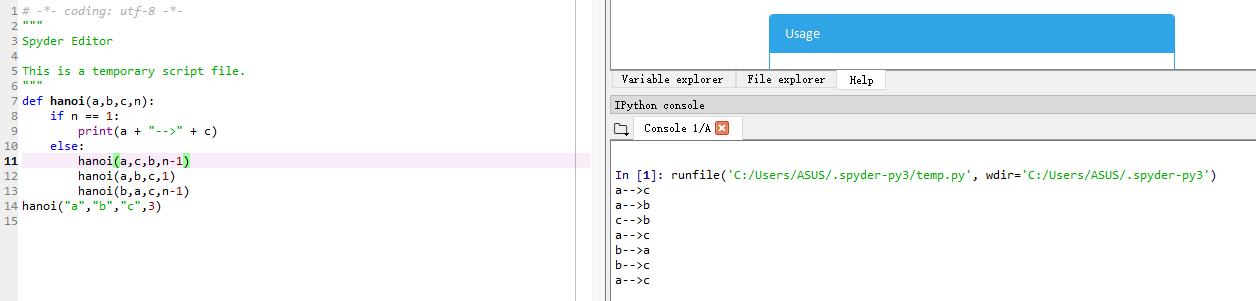 1 # -*- coding: utf-8 -*-
2 """
3 Spyder Editor
4
5 This is a temporary script file.
6 """
7 def hanoi(a,b,c,n):
8     if n == 1:
9         print(a + "-->" + c)
10     else:
11         hanoi(a,c,b,n-1)
12         hanoi(a,b,c,1)
13         hanoi(b,a,c,n-1)
14 hanoi("a","b","c",3)
15
Usage
Variable explorer File explorer Help
IPython console
Console 1/A
In [1]: runfile('C:/Users/ASUS/.spyder-py3/temp.py', wdir='C:/Users/ASUS/.spyder-py3')
a-->c
a-->b
c-->b
a-->c
b-->a
b-->c
a-->c